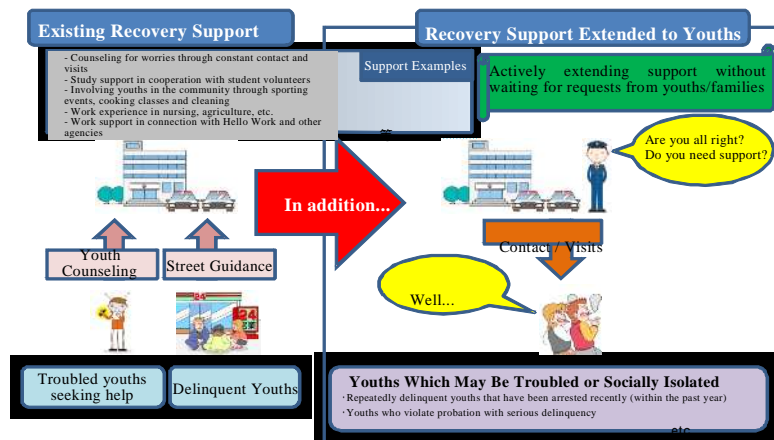 Existing Recovery Support
- Counseling for worries through constant contact and
visits
- Study support in cooperation with student volunteers
- Involving youths in the community through sporting
events, cooking classes and cleaning
- Work experience in nursing, agriculture, etc.
- Work support in connection with Hello Work and other
agencies
Support Examples
等
Recovery Support Extended to Youths
Actively extending support without
waiting for requests from youths/families
Are you all right?
Do you need support?
In addition...
Youth
Counseling
Street Guidance
24
24
Contact / Visits
Well...
Troubled youths
seeking help
Delinquent Youths
Youths Which May Be Troubled or Socially Isolated
·Repeatedly delinquent youths that have been arrested recently (within the past year)
·Youths who violate probation with serious delinquency
etc